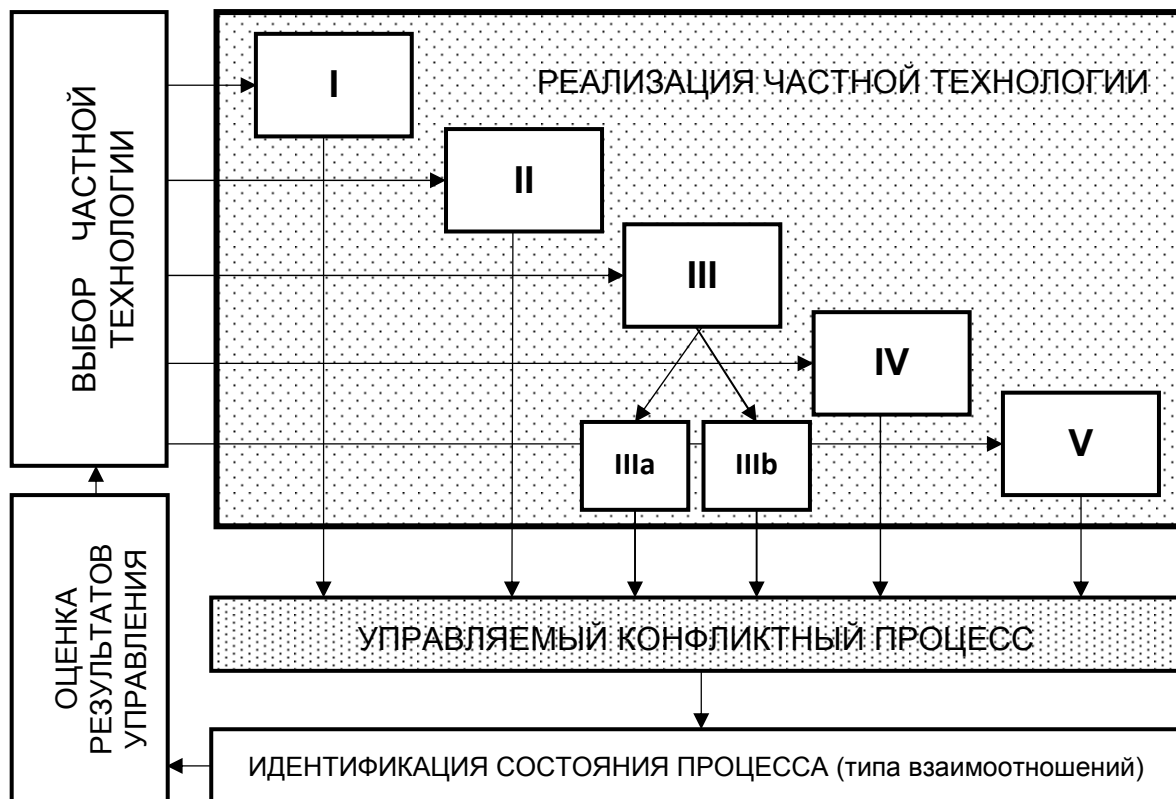 ВЫБОР ЧАСТНОЙ
ТЕХНОЛОГИИ
РЕАЛИЗАЦИЯ ЧАСТНОЙ ТЕХНОЛОГИИ
I
II
III
IV
V
IIIa
IIIb
УПРАВЛЯЕМЫЙ КОНФЛИКТНЫЙ ПРОЦЕСС
ОЦЕНКА
РЕЗУЛЬТАТОВ
УПРАВЛЕНИЯ
ИДЕНТИФИКАЦИЯ СОСТОЯНИЯ ПРОЦЕССА (типа взаимоотношений)